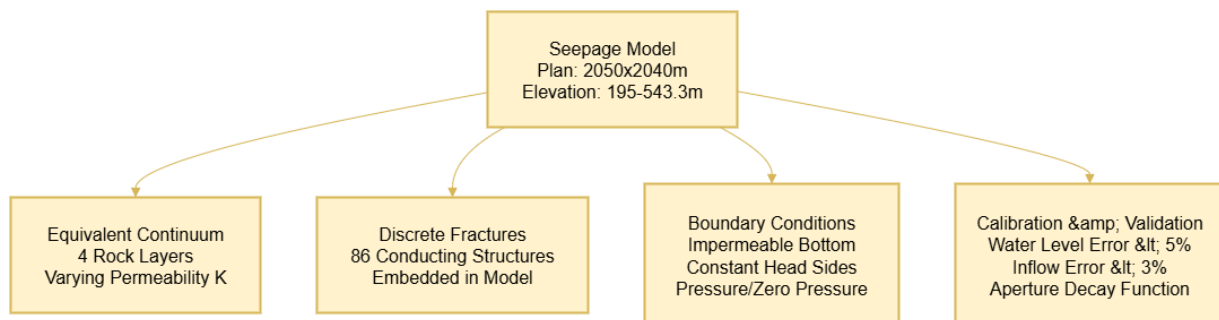 Seepage Model
Plan: 2050x2040m
Elevation: 195-543.3m
Equivalent Continuum
4 Rock Layers
Varying Permeability K
Discrete Fractures
86 Conducting Structures
Embedded in Model
Boundary Conditions
Impermeable Bottom
Constant Head Sides
Pressure/Zero Pressure
Calibration &amp; Validation
Water Level Error &lt; 5%
Inflow Error &lt; 3%
Aperture Decay Function